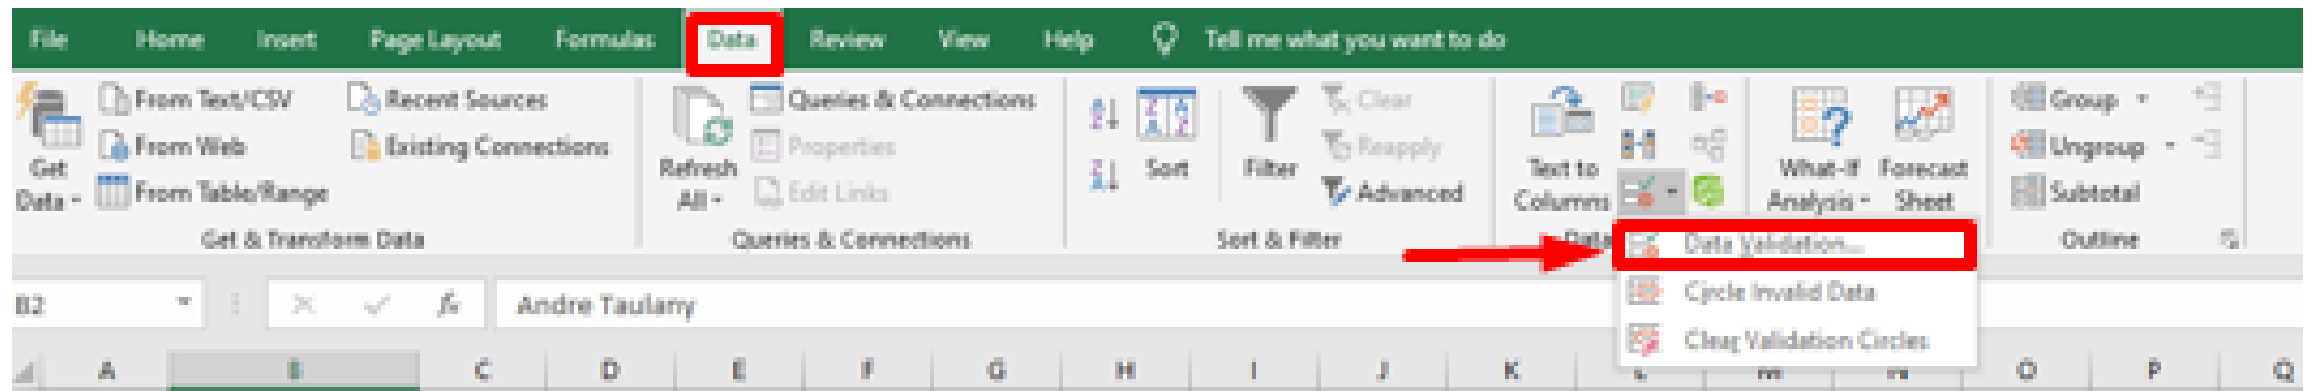 File Home Insert Page Layout Formulas Data Review View Help Tell me what you want to do
From Text/CSV Recent Sources Queries & Connections Clear Group
From Web Existing Connections Properties Reapply Ungroup
Get Data Refresh All Sort Filter Text to Columns What-If Analysis Forecast Sheet
From Table/Range Edit Links Advanced Subtotal
Get & Transform Data Queries & Connections Sort & Filter Data Outline
Data Validation...
B2 fx Andre Taulany
Circle Invalid Data
Clear Validation Circles
A B C D E F G H I J K L M N O P Q